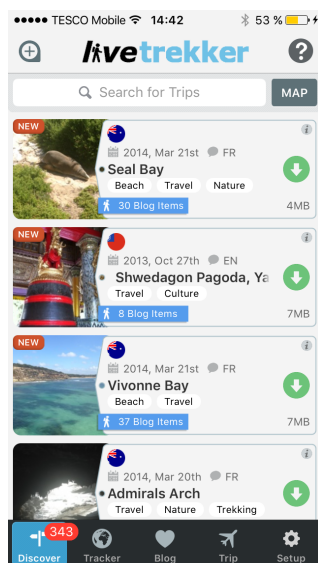 TESCO Mobile 14:42 53 %
livetrekker
Search for Trips MAP
NEW
2014, Mar 21st FR
Seal Bay
Beach Travel Nature
30 Blog Items 4MB
NEW
2013, Oct 27th EN
Shwedagon Pagoda, Ya
Travel Culture
8 Blog Items 7MB
NEW
2014, Mar 21st FR
Vivonne Bay
Beach Travel
37 Blog Items 7MB
2014, Mar 20th FR
Admirals Arch
Travel Nature Trekking
343
Discover Tracker Blog Trip Setup